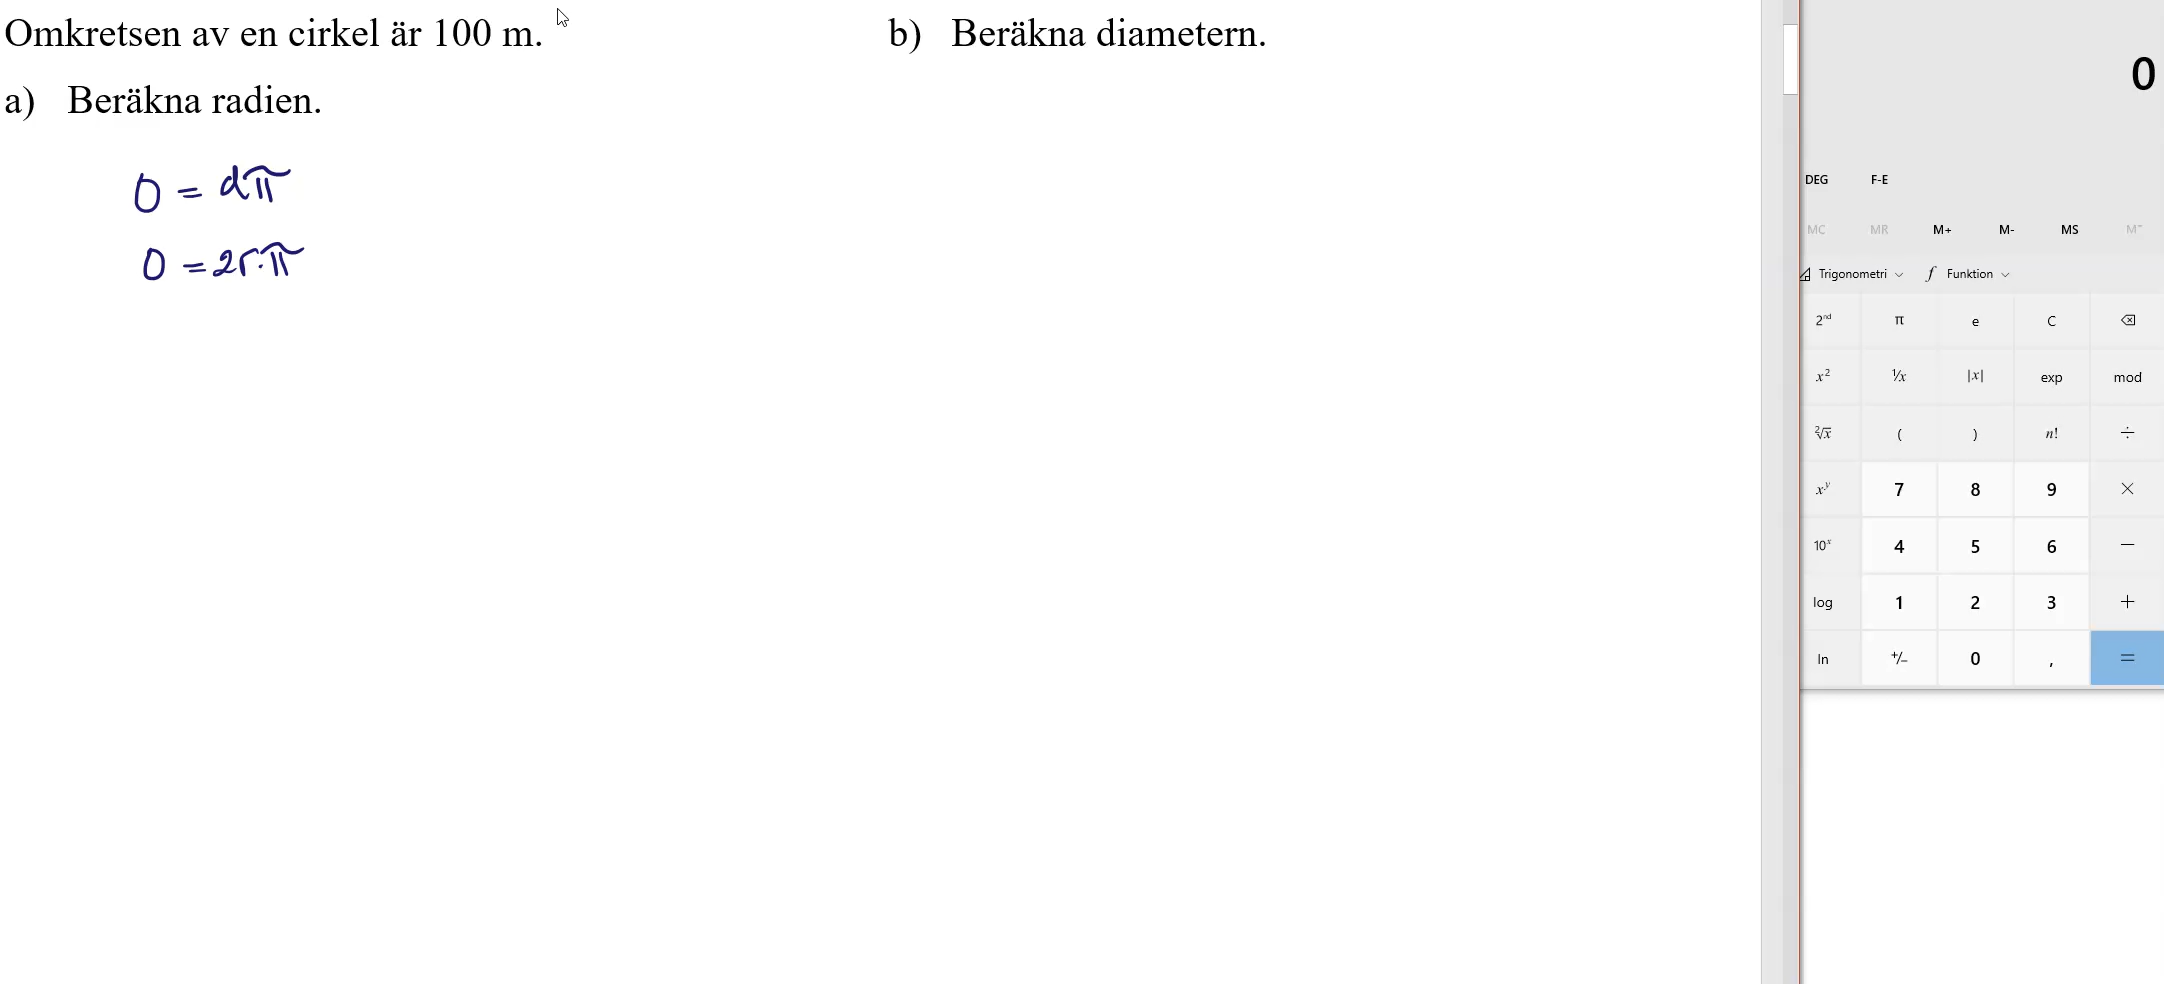 Omkretsen av en cirkel är 100 m.
a) Beräkna radien.
O = dπ
O = 2r·π
b) Beräkna diametern.
0
DEG F-E
MC MR M+ M- MS M˅
Trigonometri f Funktion
2ⁿᵈ π e C
x² ¹/x |x| exp mod
²√x ( ) n! ÷
xʸ 7 8 9 ×
10ˣ 4 5 6 −
log 1 2 3 +
ln +/− 0 , =